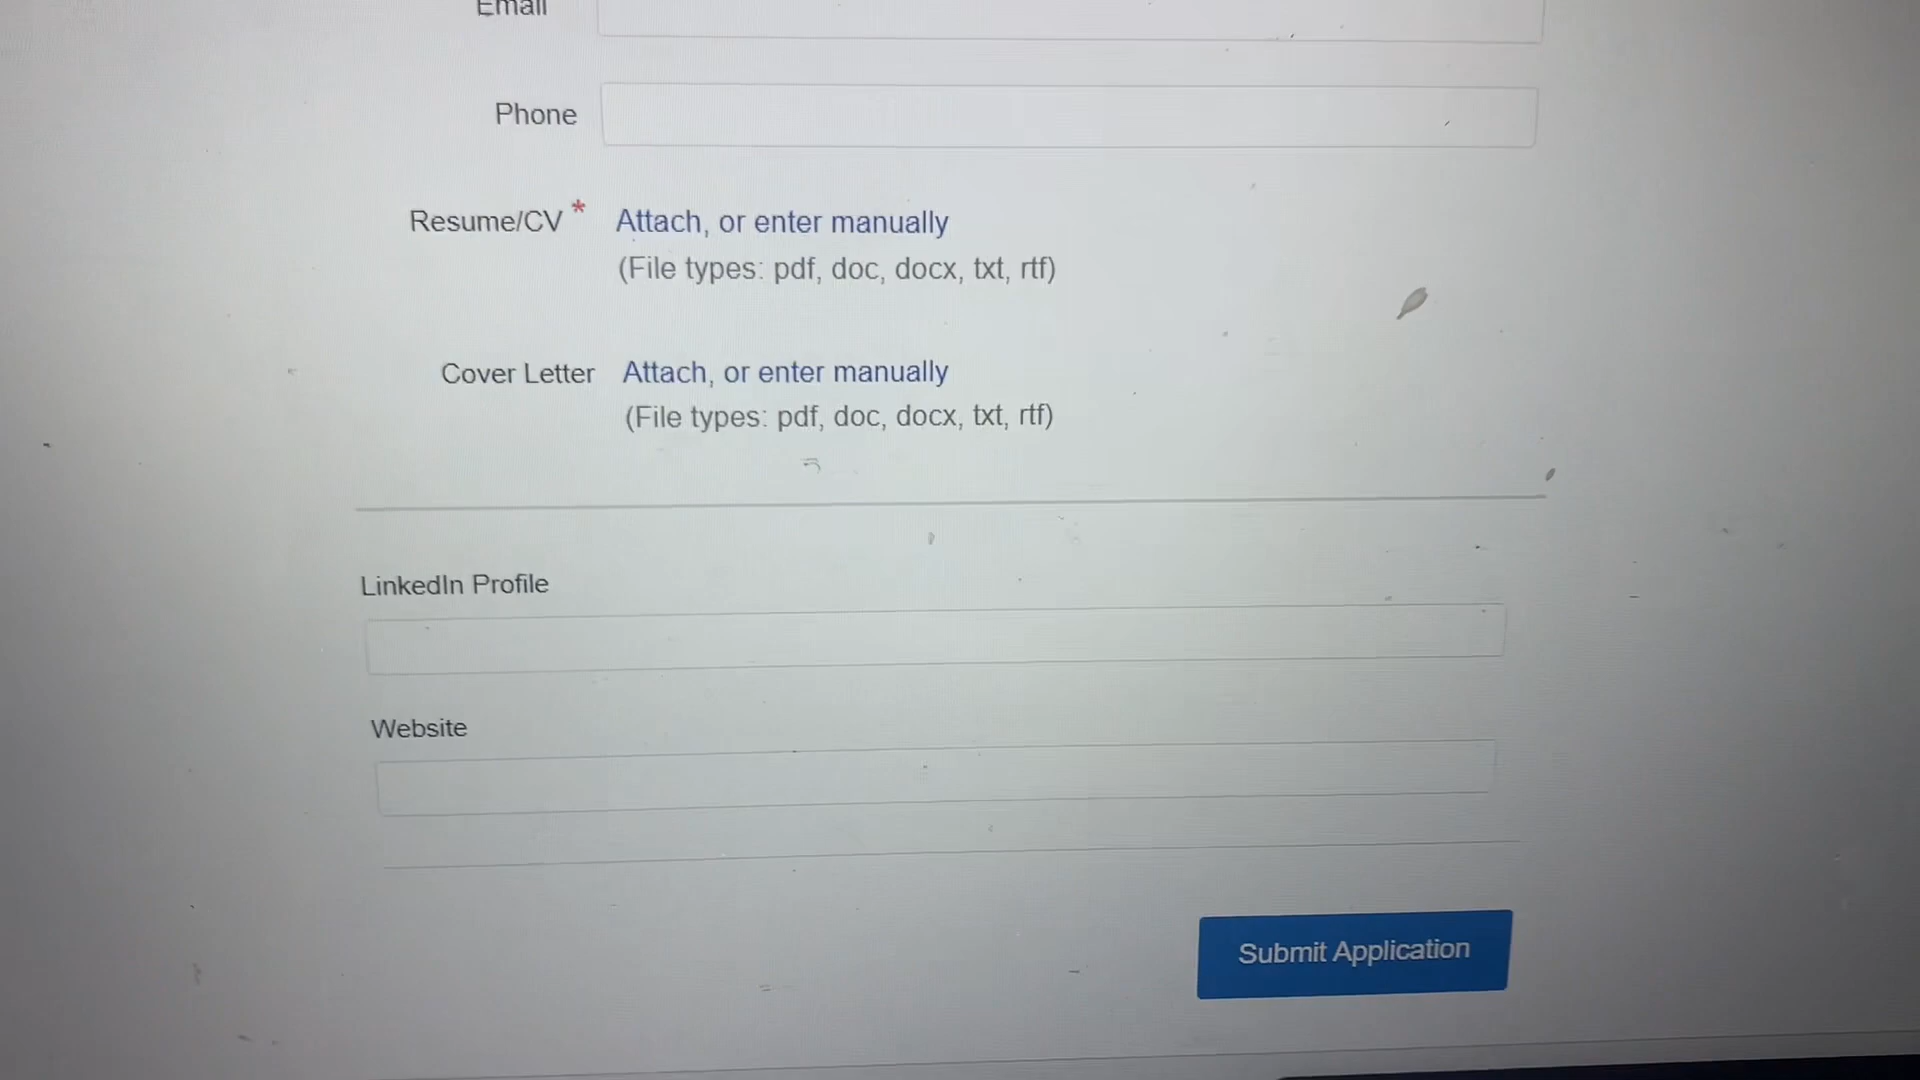 Email
Phone
Resume/CV * Attach, or enter manually
(File types: pdf, doc, docx, txt, rtf)
Cover Letter Attach, or enter manually
(File types: pdf, doc, docx, txt, rtf)
LinkedIn Profile
Website
Submit Application